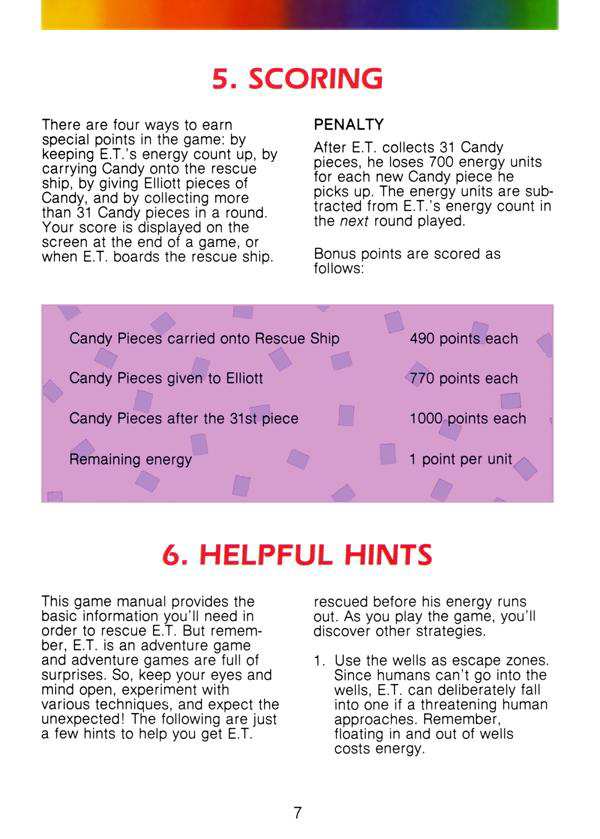 5. SCORING
There are four ways to earn
special points in the game: by
keeping E.T.'s energy count up, by
carrying Candy onto the rescue
ship, by giving Elliott pieces of
Candy, and by collecting more
than 31 Candy pieces in a round.
Your score is displayed on the
screen at the end of a game, or
when E.T. boards the rescue ship.
PENALTY
After E.T. collects 31 Candy
pieces, he loses 700 energy units
for each new Candy piece he
picks up. The energy units are sub-
tracted from E.T.'s energy count in
the next round played.
Bonus points are scored as
follows:
Candy Pieces carried onto Rescue Ship 490 points each
Candy Pieces given to Elliott 770 points each
Candy Pieces after the 31st piece 1000 points each
Remaining energy 1 point per unit
6. HELPFUL HINTS
This game manual provides the
basic information you'll need in
order to rescue E.T. But remem-
ber, E.T. is an adventure game
and adventure games are full of
surprises. So, keep your eyes and
mind open, experiment with
various techniques, and expect the
unexpected! The following are just
a few hints to help you get E.T.
rescued before his energy runs
out. As you play the game, you'll
discover other strategies.
1. Use the wells as escape zones.
Since humans can't go into the
wells, E.T. can deliberately fall
into one if a threatening human
approaches. Remember,
floating in and out of wells
costs energy.
7